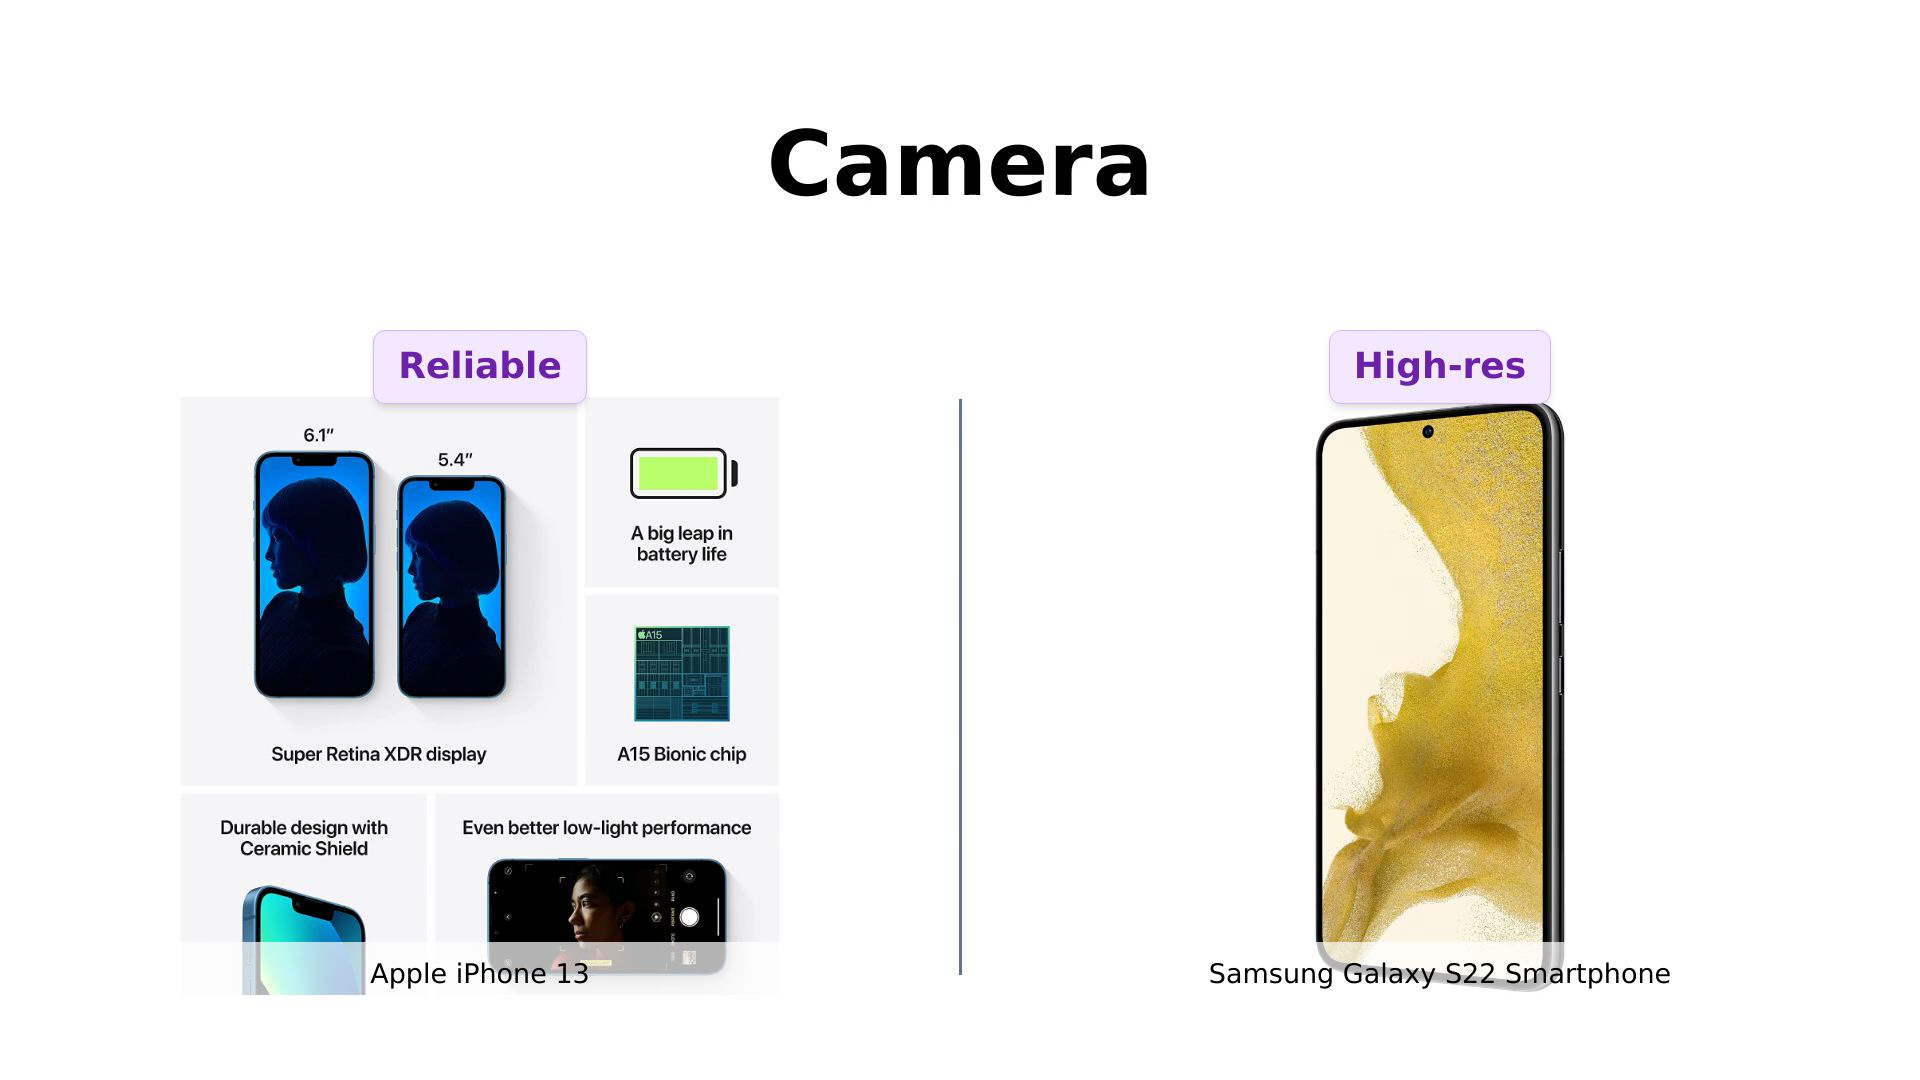 Camera
Reliable
6.1″
5.4″
Super Retina XDR display
A big leap in
battery life
A15
A15 Bionic chip
Durable design with
Ceramic Shield
Even better low-light performance
Apple iPhone 13
High-res
Samsung Galaxy S22 Smartphone